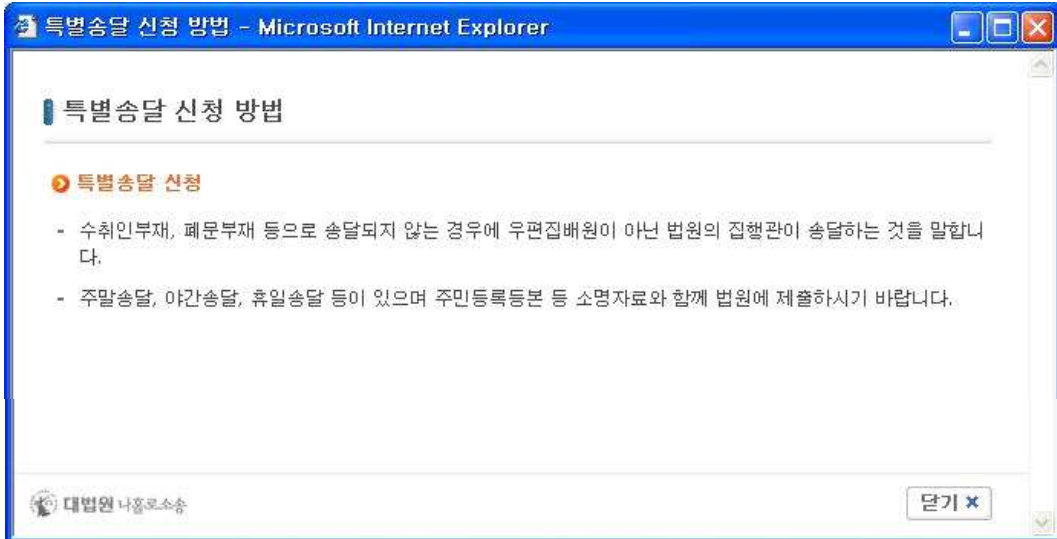 특별송달 신청 방법 - Microsoft Internet Explorer
특별송달 신청 방법
특별송달 신청
- 수취인부재, 폐문부재 등으로 송달되지 않는 경우에 우편집배원이 아닌 법원의 집행관이 송달하는 것을 말합니
다.
- 주말송달, 야간송달, 휴일송달 등이 있으며 주민등록등본 등 소명자료와 함께 법원에 제출하시기 바랍니다.
대법원 나홀로소송
닫기